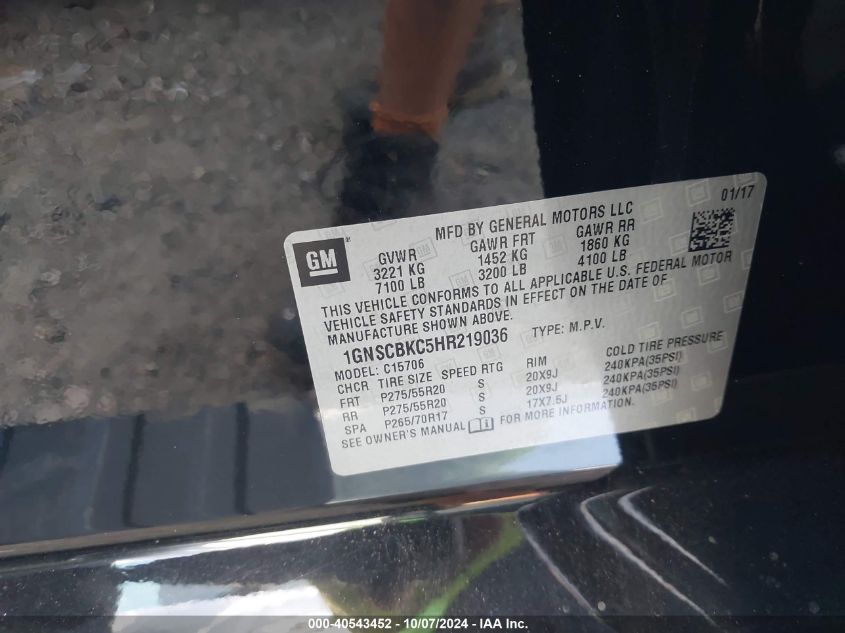 01/17
MFD BY GENERAL MOTORS LLC
GM
GVWR GAWR FRT GAWR RR
3221 KG 1452 KG 1860 KG
7100 LB 3200 LB 4100 LB
THIS VEHICLE CONFORMS TO ALL APPLICABLE U.S. FEDERAL MOTOR
VEHICLE SAFETY STANDARDS IN EFFECT ON THE DATE OF
MANUFACTURE SHOWN ABOVE.
1GNSCBKC5HR219036 TYPE: M.P.V.
MODEL: C15706
CHCR TIRE SIZE SPEED RTG RIM COLD TIRE PRESSURE
FRT P275/55R20 S 20X9J 240KPA(35PSI)
RR P275/55R20 S 20X9J 240KPA(35PSI)
SPA P265/70R17 S 17X7.5J 240KPA(35PSI)
SEE OWNER'S MANUAL FOR MORE INFORMATION.
000-40543452 - 10/07/2024 - IAA Inc.